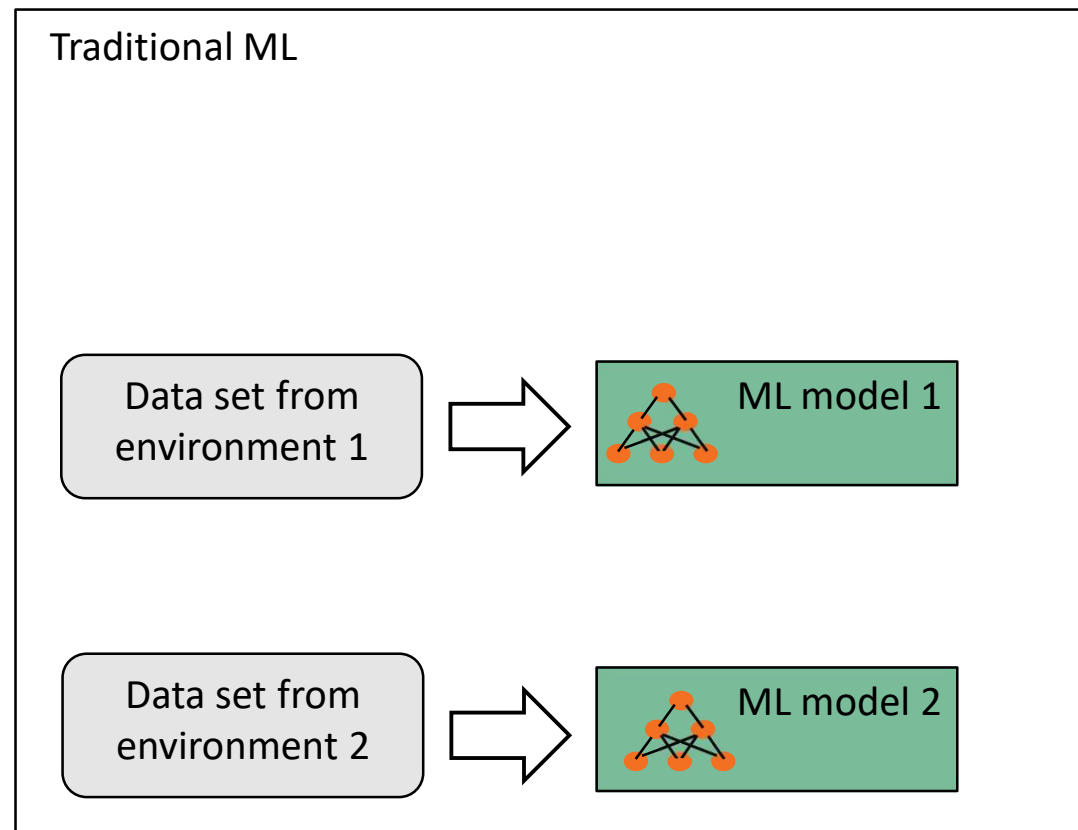 Traditional ML
Data set from
environment 1
ML model 1
Data set from
environment 2
ML model 2